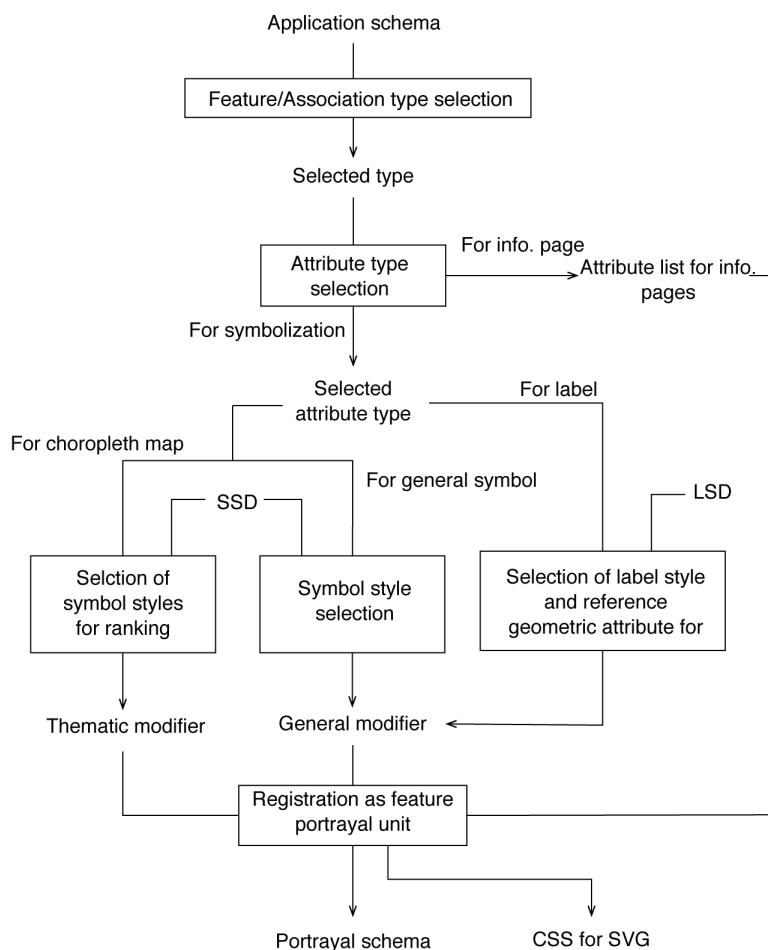 Application schema
Feature/Association type selection
Selected type
Attribute type
selection
For info. page
Attribute list for info.
pages
For symbolization
Selected
attribute type
For label
For choropleth map
For general symbol
SSD
LSD
Selction of
symbol styles
for ranking
Symbol style
selection
Selection of label style
and reference
geometric attribute for
Thematic modifier
General modifier
Registration as feature
portrayal unit
Portrayal schema
CSS for SVG